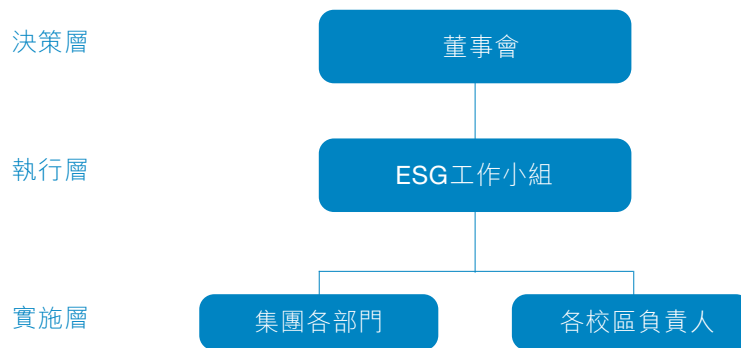 決策層
董事會
執行層
ESG工作小組
實施層
集團各部門
各校區負責人